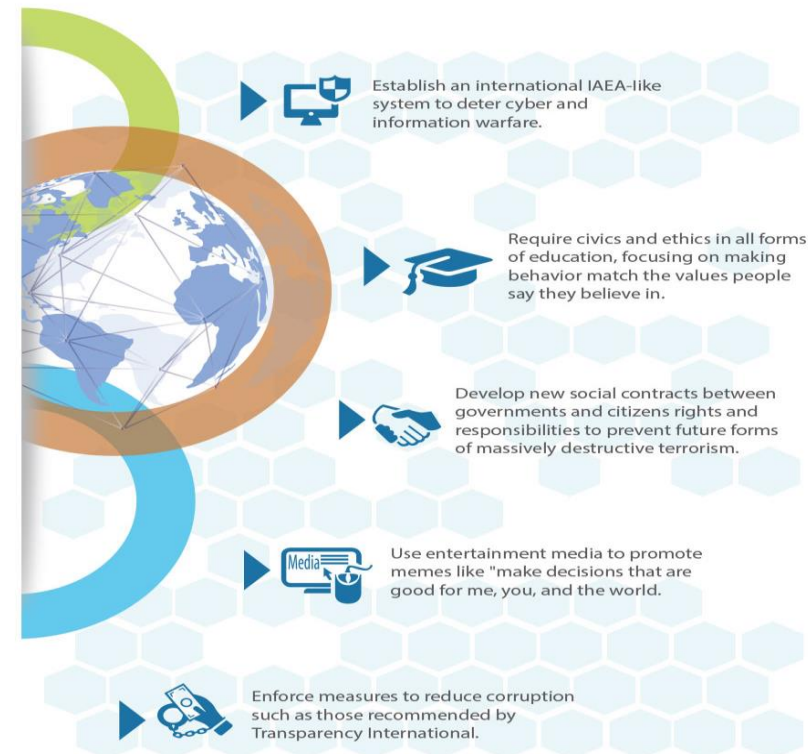 Establish an international IAEA-like
system to deter cyber and
information warfare.
Require civics and ethics in all forms
of education, focusing on making
behavior match the values people
say they believe in.
Develop new social contracts between
governments and citizens rights and
responsibilities to prevent future forms
of massively destructive terrorism.
Media
Use entertainment media to promote
memes like "make decisions that are
good for me, you, and the world.
Enforce measures to reduce corruption
such as those recommended by
Transparency International.